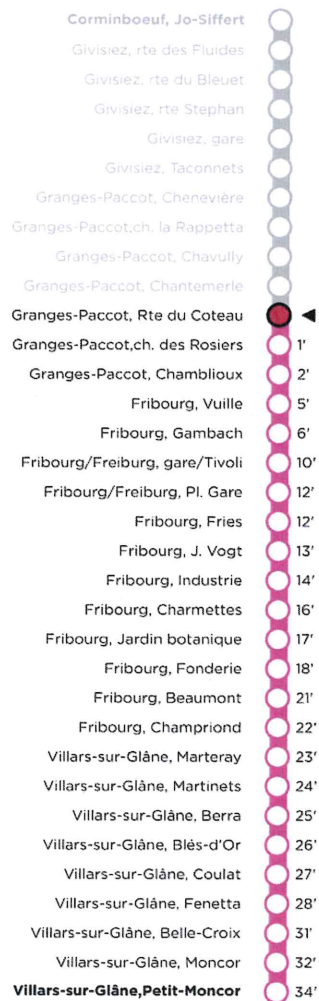 Corminboeuf, Jo-Siffert
Givisiez, rte des Fluides
Givisiez, rte du Bleuet
Givisiez, rte Stephan
Givisiez, gare
Givisiez, Taconnets
Granges-Paccot, Chenevière
Granges-Paccot,ch. la Rappetta
Granges-Paccot, Chavully
Granges-Paccot, Chantemerle
Granges-Paccot, Rte du Coteau
Granges-Paccot,ch. des Rosiers 1'
Granges-Paccot, Chamblioux 2'
Fribourg, Vuille 5'
Fribourg, Gambach 6'
Fribourg/Freiburg, gare/Tivoli 10'
Fribourg/Freiburg, Pl. Gare 12'
Fribourg, Fries 12'
Fribourg, J. Vogt 13'
Fribourg, Industrie 14'
Fribourg, Charmettes 16'
Fribourg, Jardin botanique 17'
Fribourg, Fonderie 18'
Fribourg, Beaumont 21'
Fribourg, Champriond 22'
Villars-sur-Glâne, Marteray 23'
Villars-sur-Glâne, Martinets 24'
Villars-sur-Glâne, Berra 25'
Villars-sur-Glâne, Blés-d'Or 26'
Villars-sur-Glâne, Coulat 27'
Villars-sur-Glâne, Fenetta 28'
Villars-sur-Glâne, Belle-Croix 31'
Villars-sur-Glâne, Moncor 32'
Villars-sur-Glâne,Petit-Moncor 34'